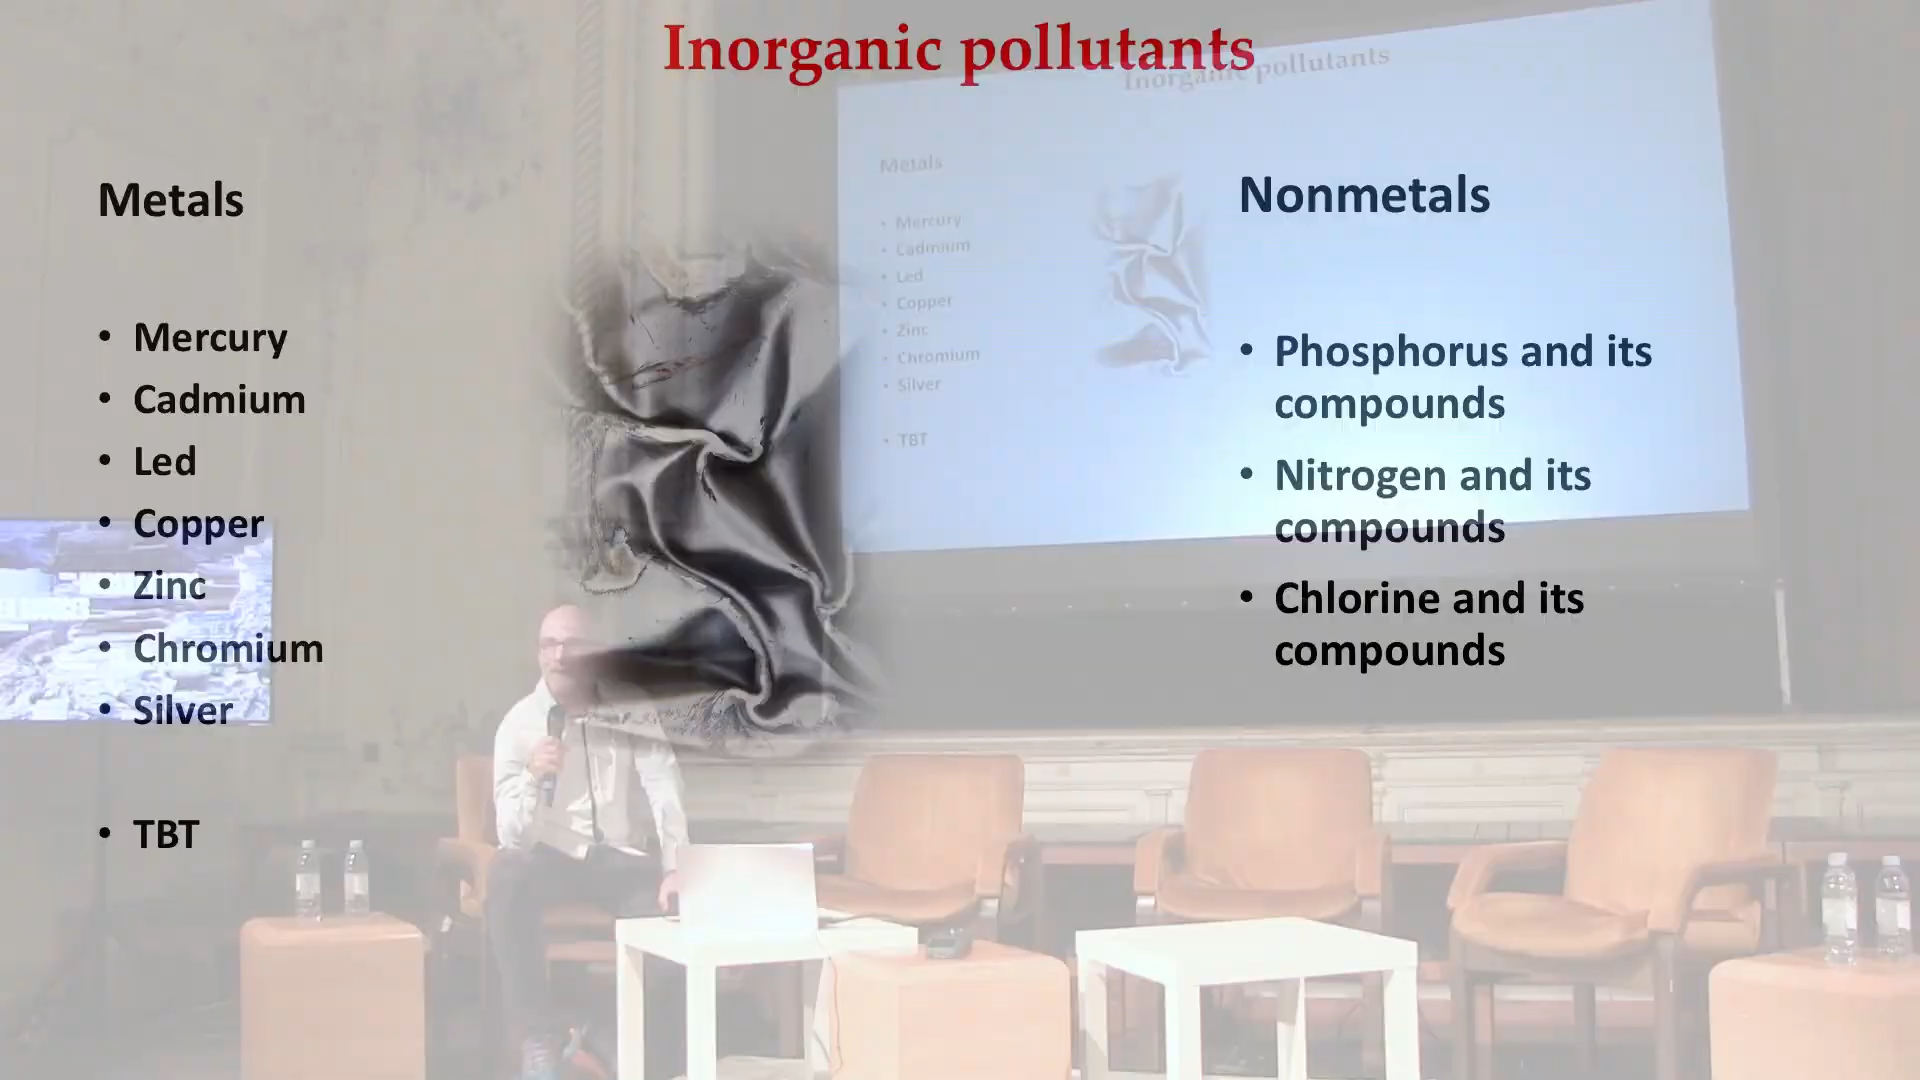 Inorganic pollutants
Metals
• Mercury
• Cadmium
• Led
• Copper
• Zinc
• Chromium
• Silver
• TBT
Nonmetals
• Phosphorus and its
compounds
• Nitrogen and its
compounds
• Chlorine and its
compounds
Inorganic pollutants
Metals
• Mercury
• Cadmium
• Led
• Copper
• Zinc
• Chromium
• Silver
• TBT